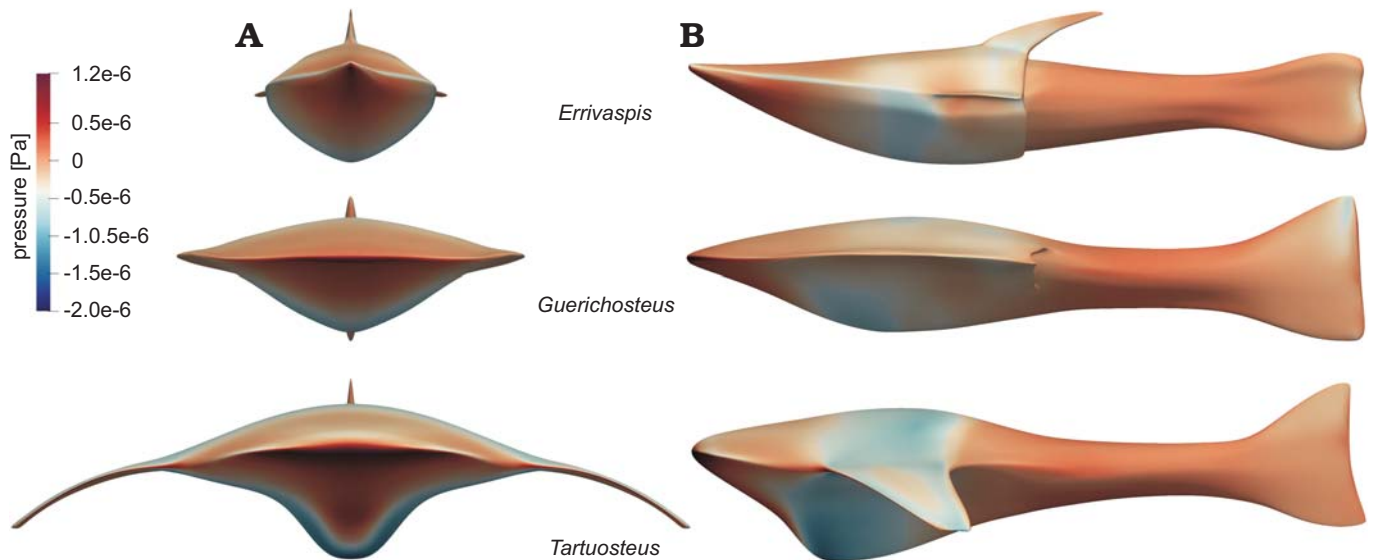 A
B
pressure [Pa]
1.2e-6
0.5e-6
0
-0.5e-6
-1.0.5e-6
-1.5e-6
-2.0e-6
Errivaspis
Guerichosteus
Tartuosteus